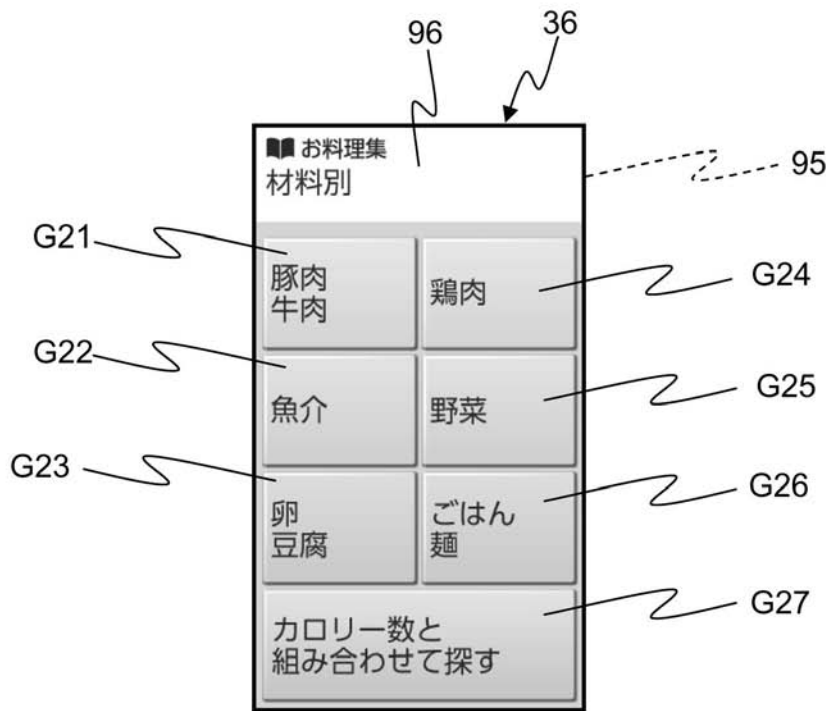 96
36
お料理集
材料別
95
G21
豚肉
牛肉
鶏肉
G24
G22
魚介
野菜
G25
G23
卵
豆腐
ごはん
麺
G26
カロリー数と
組み合わせて探す
G27